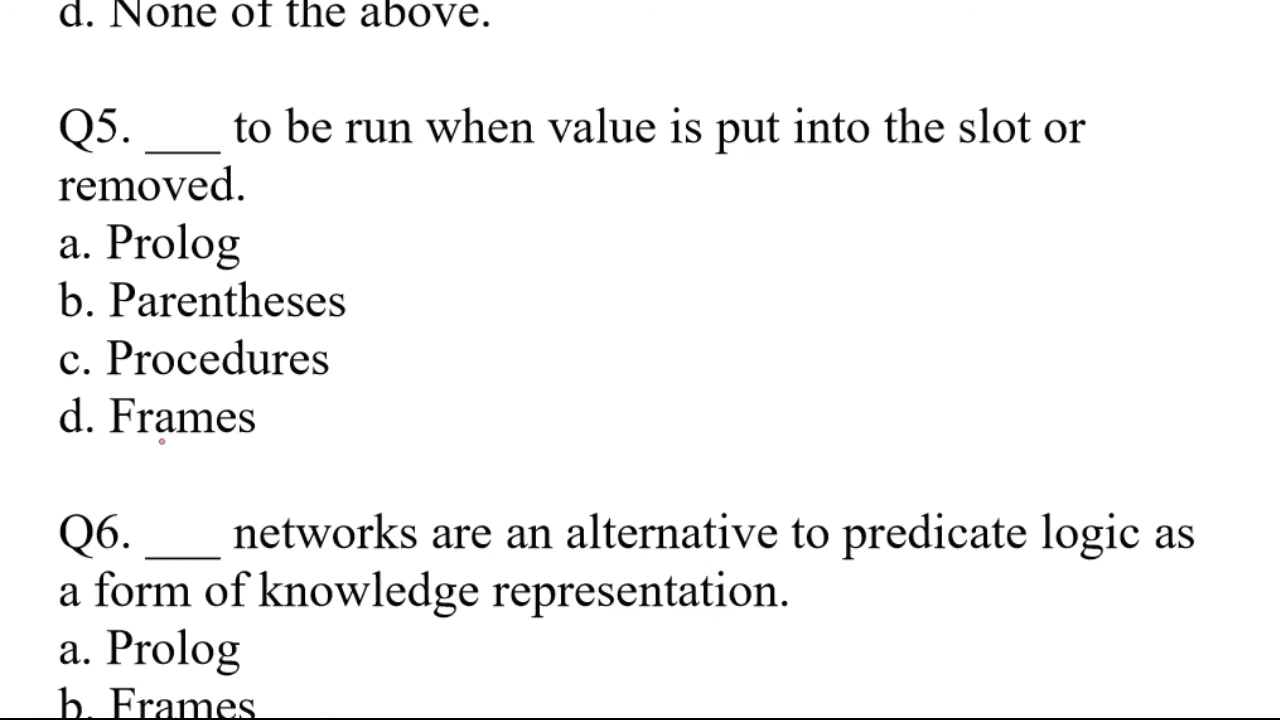 d. None of the above.
Q5. ___ to be run when value is put into the slot or
removed.
a. Prolog
b. Parentheses
c. Procedures
d. Frames
Q6. ___ networks are an alternative to predicate logic as
a form of knowledge representation.
a. Prolog
b. Frames